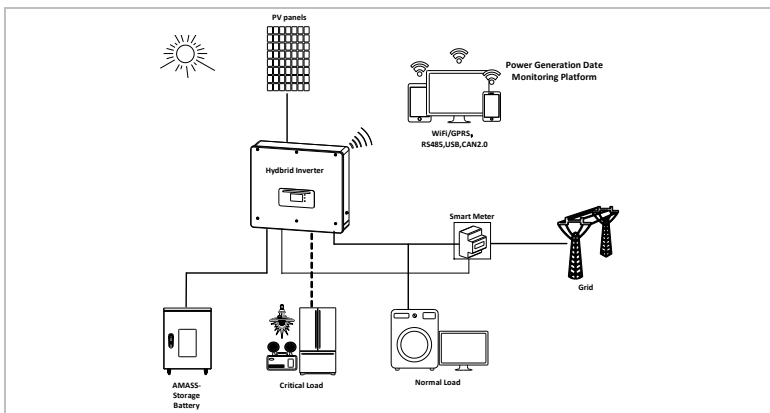 PV panels
Power Generation Date
Monitoring Platform
WiFi/GPRS,
RS485,USB,CAN2.0
Hydbrid Inverter
Smart Meter
Grid
AMASS-
Storage
Battery
Critical Load
Normal Load